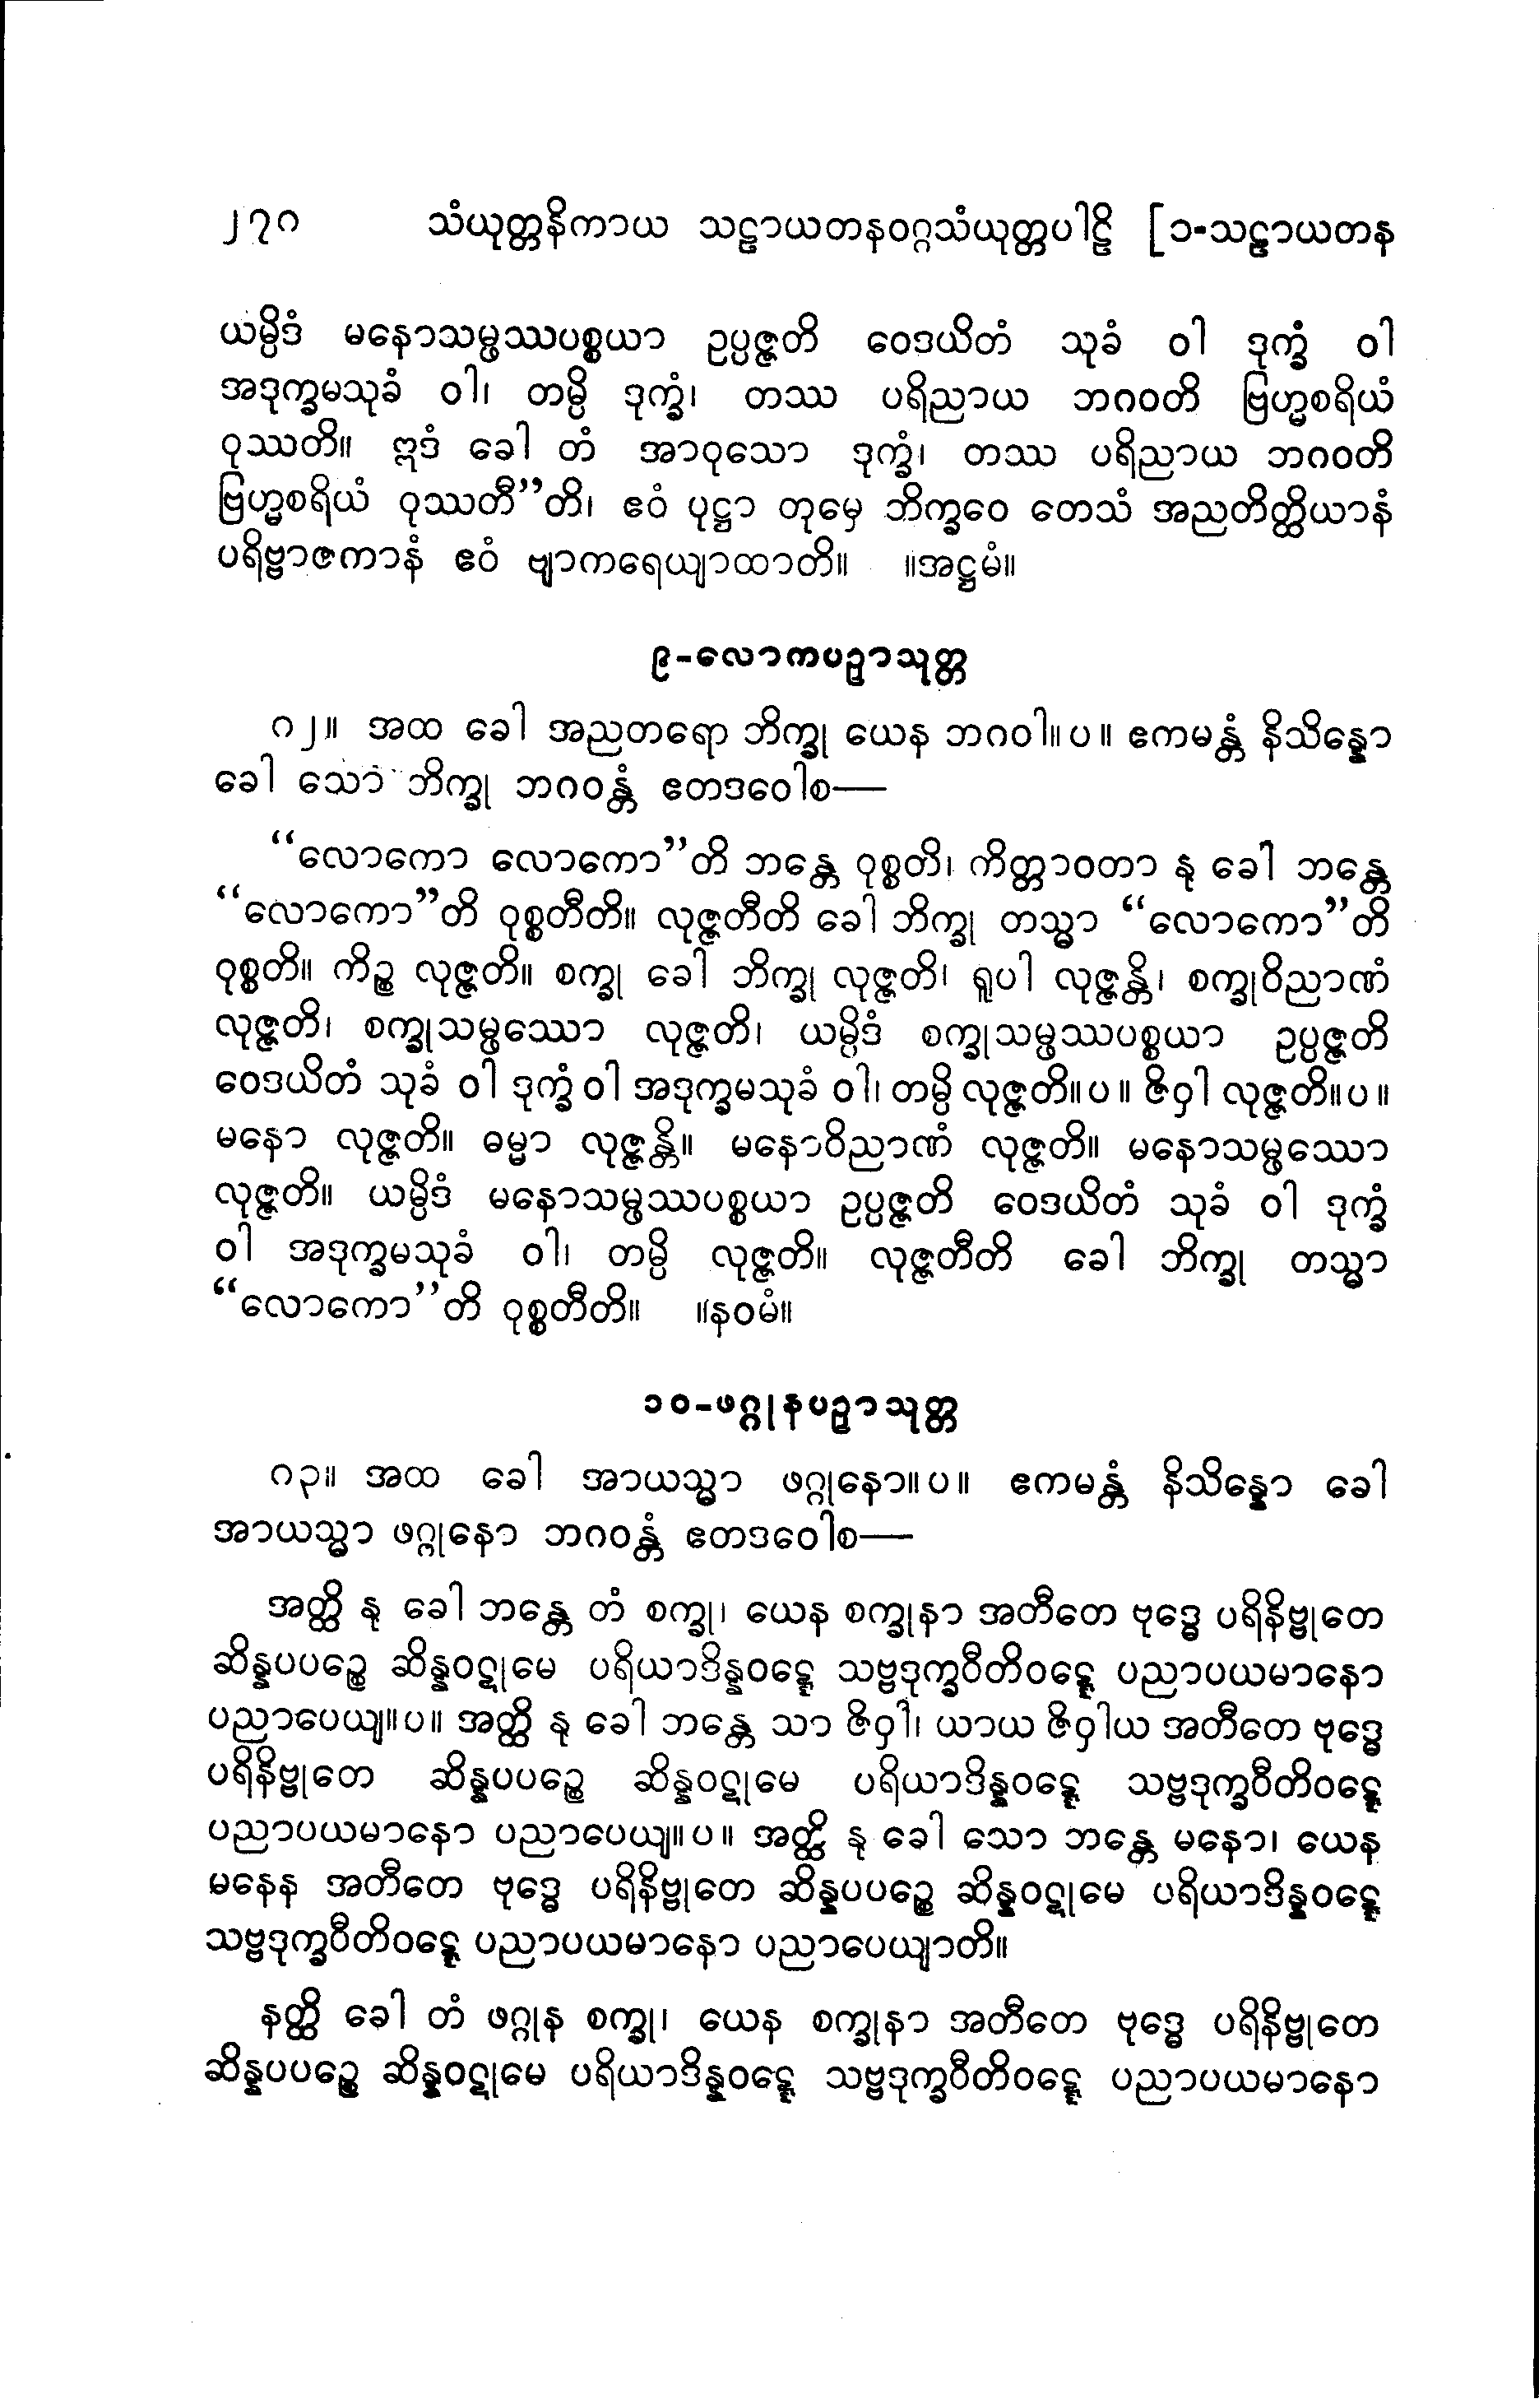 ၂၇၈ သံယုတ္တနိကာယ သဠာယတနဝဂ္ဂသံယုတ္တပါဠိ [၁-သဠာယတန
ယမ္ပိဒံ မနောသမ္ဖဿပစ္စယာ ဥပ္ပဇ္ဇတိ ဝေဒယိတံ သုခံ ဝါ ဒုက္ခံ ဝါ
အဒုက္ခမသုခံ ဝါ၊ တမ္ပိ ဒုက္ခံ၊ တဿ ပရိညာယ ဘဂဝတိ ဗြဟ္မစရိယံ
ဝုဿတိ။ ဣဒံ ခေါ တံ အာဝုသော ဒုက္ခံ၊ တဿ ပရိညာယ ဘဂဝတိ
ဗြဟ္မစရိယံ ဝုဿတီ”တိ၊ ဧဝံ ပုဋ္ဌာ တုမှေ ဘိက္ခဝေ တေသံ အညတိတ္ထိယာနံ
ပရိဗ္ဗာဇကာနံ ဧဝံ ဗျာကရေယျာထာတိ။ ။အဋ္ဌမံ။
၉-လောကပဉှာသုတ္တ
၈၂။ အထ ခေါ အညတရော ဘိက္ခု ယေန ဘဂဝါ။ပ။ ဧကမန္တံ နိသိန္နော
ခေါ သော ဘိက္ခု ဘဂဝန္တံ ဧတဒဝေါစ—
“လောကော လောကော”တိ ဘန္တေ ဝုစ္စတိ၊ ကိတ္တာဝတာ နု ခေါ ဘန္တေ
“လောကော”တိ ဝုစ္စတီတိ။ လုဇ္ဇတီတိ ခေါ ဘိက္ခု တသ္မာ “လောကော”တိ
ဝုစ္စတိ။ ကိဉ္စ လုဇ္ဇတိ။ စက္ခု ခေါ ဘိက္ခု လုဇ္ဇတိ၊ ရူပါ လုဇ္ဇန္တိ၊ စက္ခုဝိညာဏံ
လုဇ္ဇတိ၊ စက္ခုသမ္ဖဿော လုဇ္ဇတိ၊ ယမ္ပိဒံ စက္ခုသမ္ဖဿပစ္စယာ ဥပ္ပဇ္ဇတိ
ဝေဒယိတံ သုခံ ဝါ ဒုက္ခံ ဝါ အဒုက္ခမသုခံ ဝါ၊ တမ္ပိ လုဇ္ဇတိ။ပ။ ဇိဝှါ လုဇ္ဇတိ။ပ။
မနော လုဇ္ဇတိ။ ဓမ္မာ လုဇ္ဇန္တိ။ မနောဝိညာဏံ လုဇ္ဇတိ။ မနောသမ္ဖဿော
လုဇ္ဇတိ။ ယမ္ပိဒံ မနောသမ္ဖဿပစ္စယာ ဥပ္ပဇ္ဇတိ ဝေဒယိတံ သုခံ ဝါ ဒုက္ခံ
ဝါ အဒုက္ခမသုခံ ဝါ၊ တမ္ပိ လုဇ္ဇတိ။ လုဇ္ဇတီတိ ခေါ ဘိက္ခု တသ္မာ
“လောကော”တိ ဝုစ္စတီတိ။ ။နဝမံ။
၁၀-ဖဂ္ဂုနပဉှာသုတ္တ
၈၃။ အထ ခေါ အာယသ္မာ ဖဂ္ဂုနော။ပ။ ဧကမန္တံ နိသိန္နော ခေါ
အာယသ္မာ ဖဂ္ဂုနော ဘဂဝန္တံ ဧတဒဝေါစ—
အတ္ထိ နု ခေါ ဘန္တေ တံ စက္ခု၊ ယေန စက္ခုနာ အတီတေ ဗုဒ္ဓေ ပရိနိဗ္ဗုတေ
ဆိန္နပပဉ္စေ ဆိန္နဝဋုမေ ပရိယာဒိန္နဝဋ္ဋေ သဗ္ဗဒုက္ခဝီတိဝဋ္ဋေ ပညာပယမာနော
ပညာပေယျ။ပ။ အတ္ထိ နု ခေါ ဘန္တေ သာ ဇိဝှါ၊ ယာယ ဇိဝှါယ အတီတေ ဗုဒ္ဓေ
ပရိနိဗ္ဗုတေ ဆိန္နပပဉ္စေ ဆိန္နဝဋုမေ ပရိယာဒိန္နဝဋ္ဋေ သဗ္ဗဒုက္ခဝီတိဝဋ္ဋေ
ပညာပယမာနော ပညာပေယျ။ပ။ အတ္ထိ နု ခေါ သော ဘန္တေ မနော၊ ယေန
မနေန အတီတေ ဗုဒ္ဓေ ပရိနိဗ္ဗုတေ ဆိန္နပပဉ္စေ ဆိန္နဝဋုမေ ပရိယာဒိန္နဝဋ္ဋေ
သဗ္ဗဒုက္ခဝီတိဝဋ္ဋေ ပညာပယမာနော ပညာပေယျာတိ။
နတ္ထိ ခေါ တံ ဖဂ္ဂုန စက္ခု၊ ယေန စက္ခုနာ အတီတေ ဗုဒ္ဓေ ပရိနိဗ္ဗုတေ
ဆိန္နပပဉ္စေ ဆိန္နဝဋုမေ ပရိယာဒိန္နဝဋ္ဋေ သဗ္ဗဒုက္ခဝီတိဝဋ္ဋေ ပညာပယမာနော